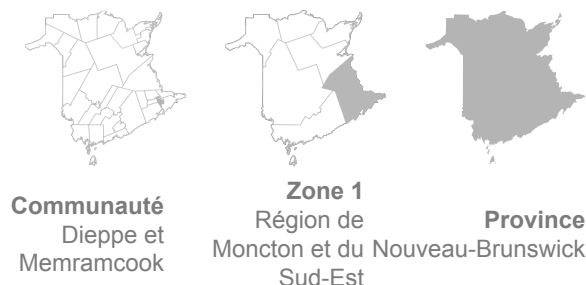 Communauté
Dieppe et
Memramcook
Zone 1
Région de
Moncton et du
Sud-Est
Province
Nouveau-Brunswick